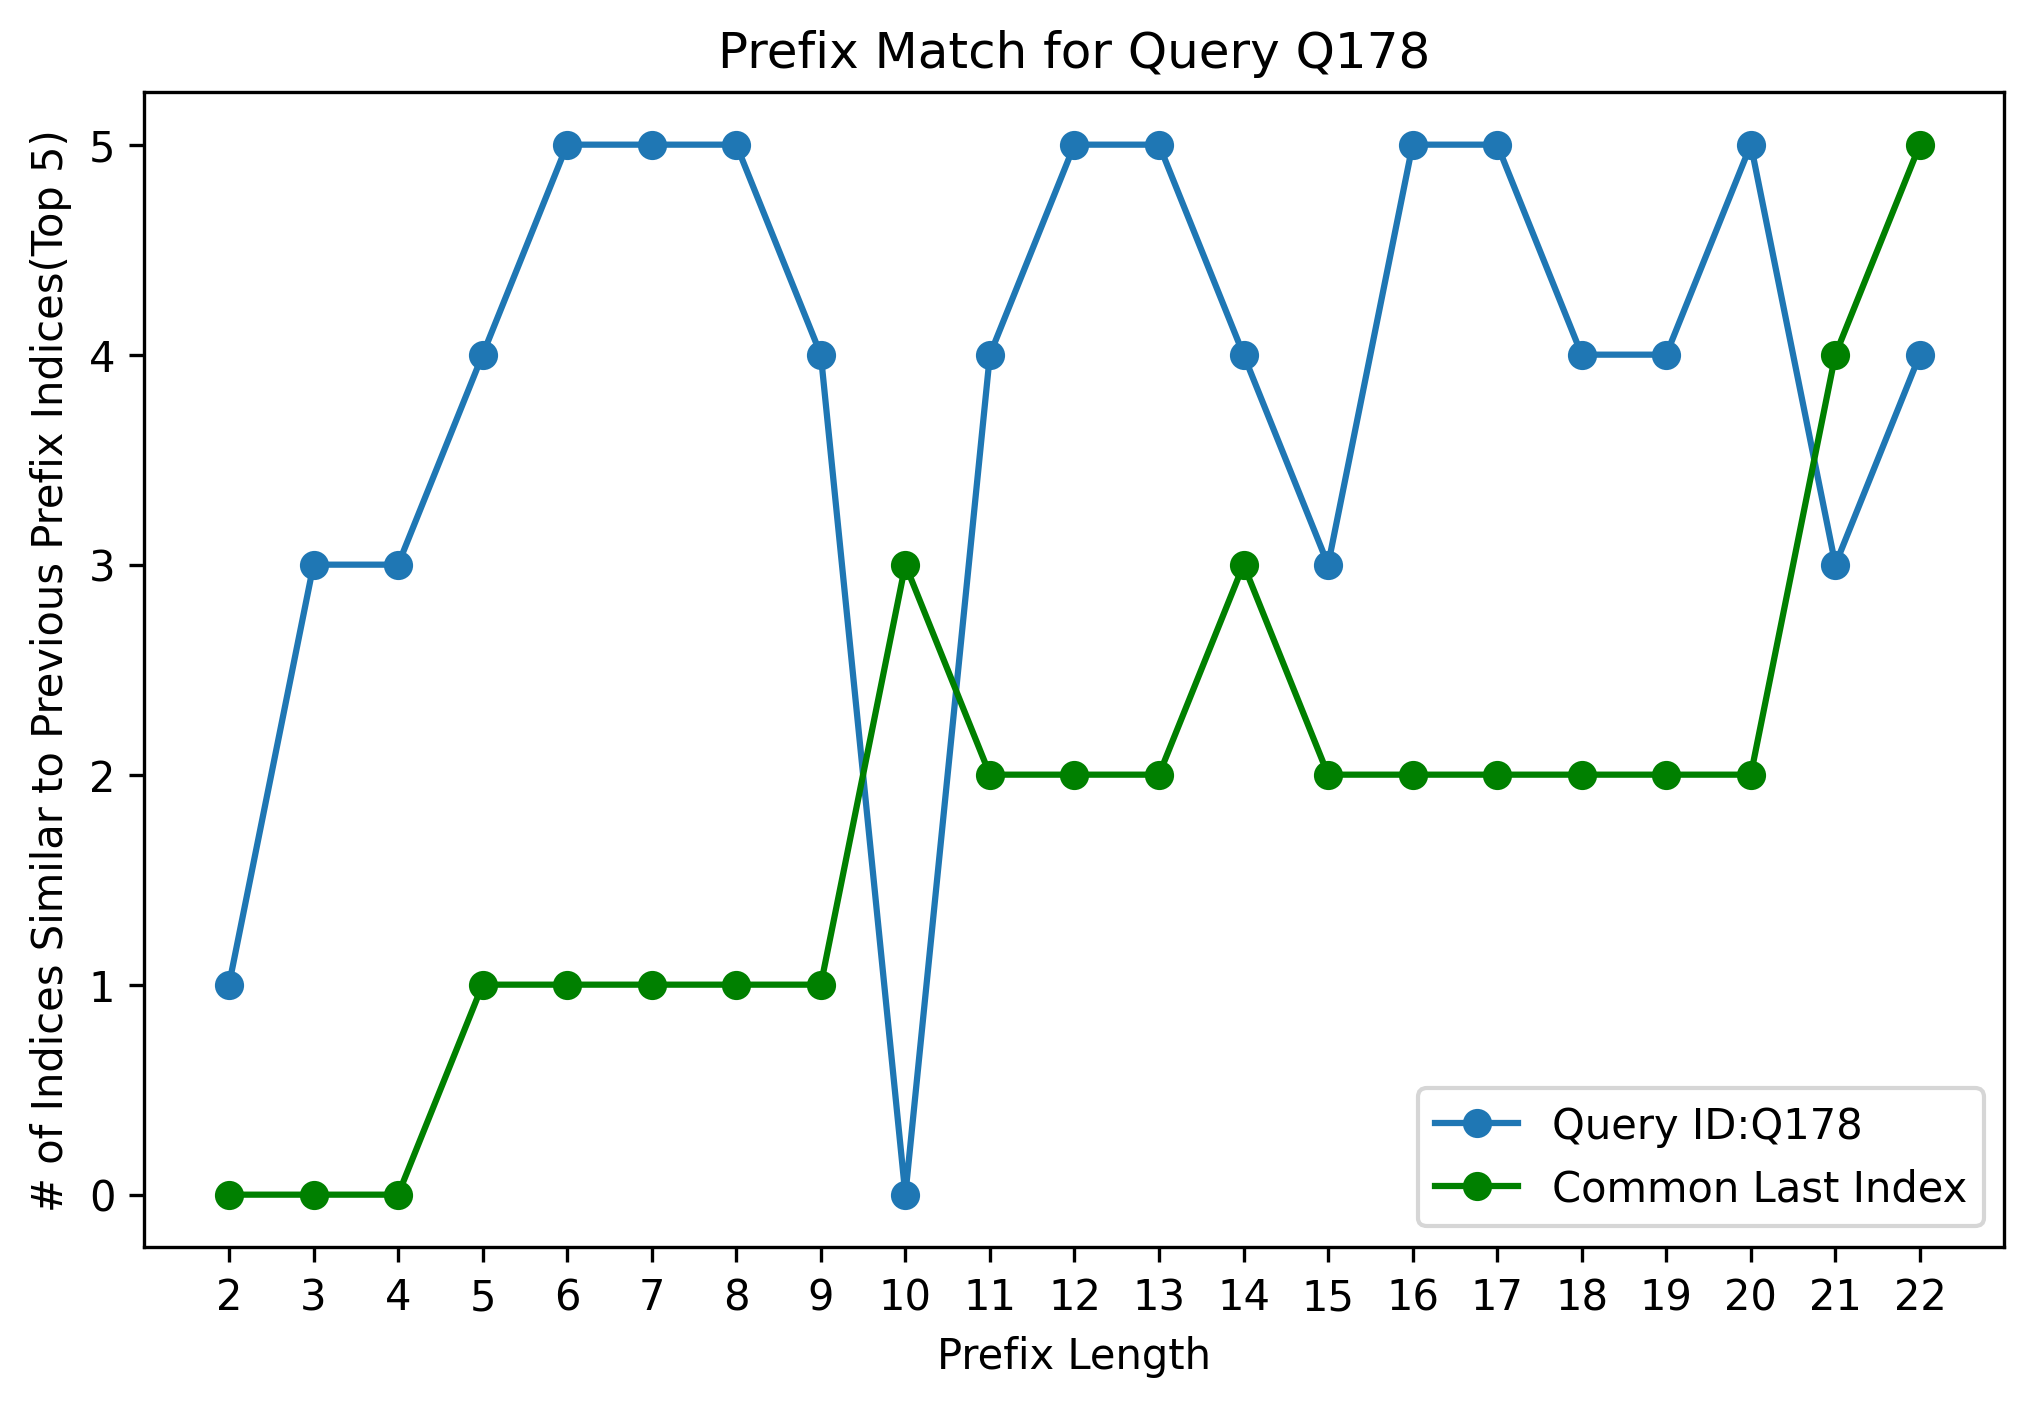 Prefix Match for Query Q178
# of Indices Similar to Previous Prefix Indices(Top 5)
5
4
3
2
1
0
Query ID:Q178
Common Last Index
2 3 4 5 6 7 8 9 10 11 12 13 14 15 16 17 18 19 20 21 22
Prefix Length